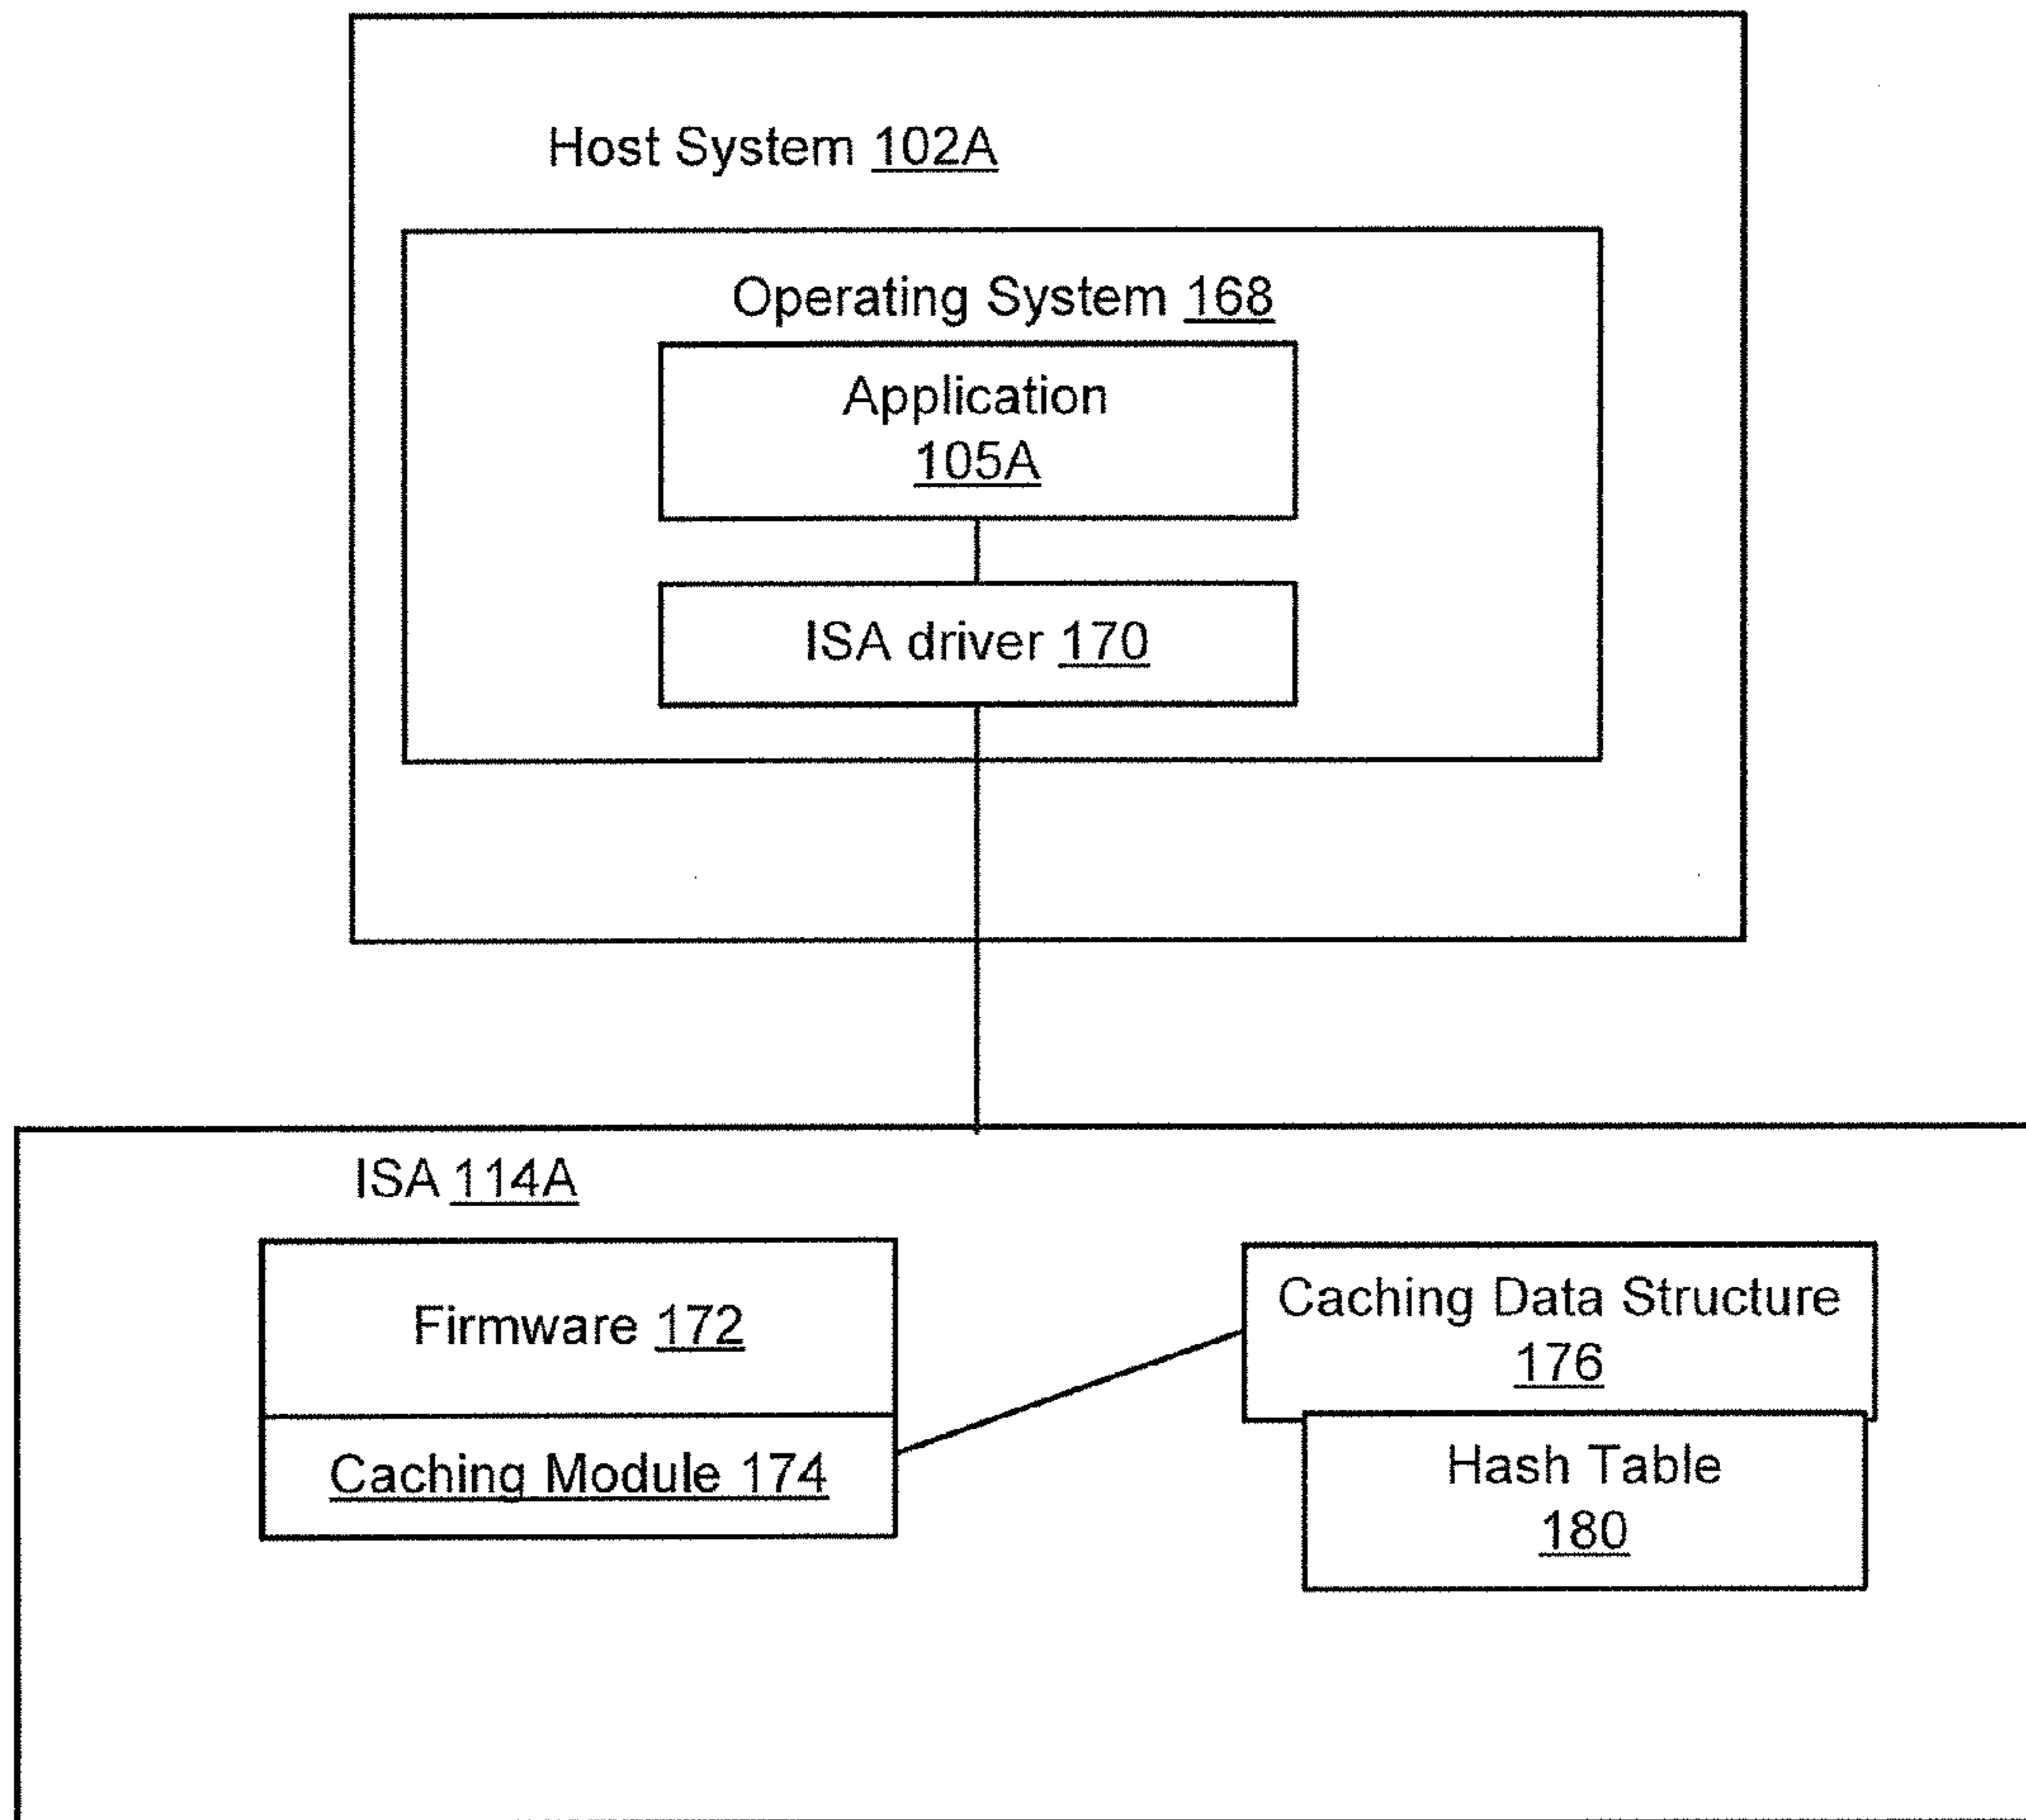 Host System 102A
Operating System 168
Application
105A
ISA driver 170
ISA 114A
Firmware 172
Caching Module 174
Caching Data Structure
176
Hash Table
180